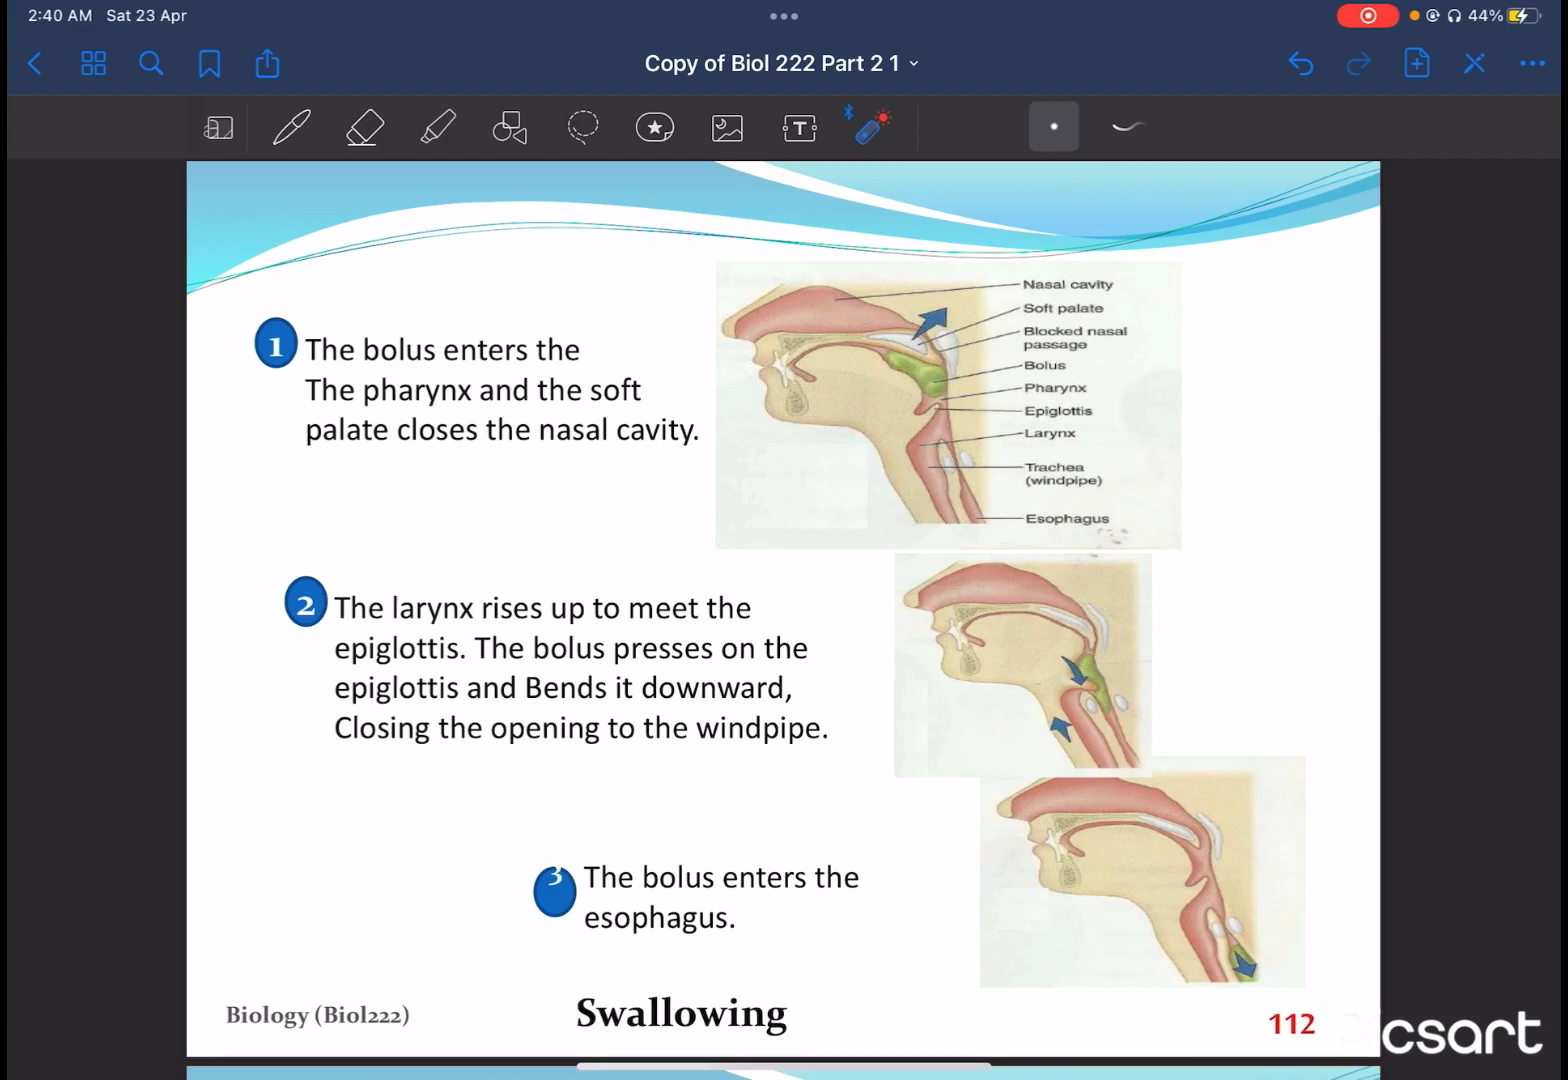 2:40 AM Sat 23 Apr
44%
Copy of Biol 222 Part 2 1
T
1
The bolus enters the
The pharynx and the soft
palate closes the nasal cavity.
Nasal cavity
Soft palate
Blocked nasal
passage
Bolus
Pharynx
Epiglottis
Larynx
Trachea
(windpipe)
Esophagus
2
The larynx rises up to meet the
epiglottis. The bolus presses on the
epiglottis and Bends it downward,
Closing the opening to the windpipe.
3
The bolus enters the
esophagus.
Biology (Biol222)
Swallowing
112
csart